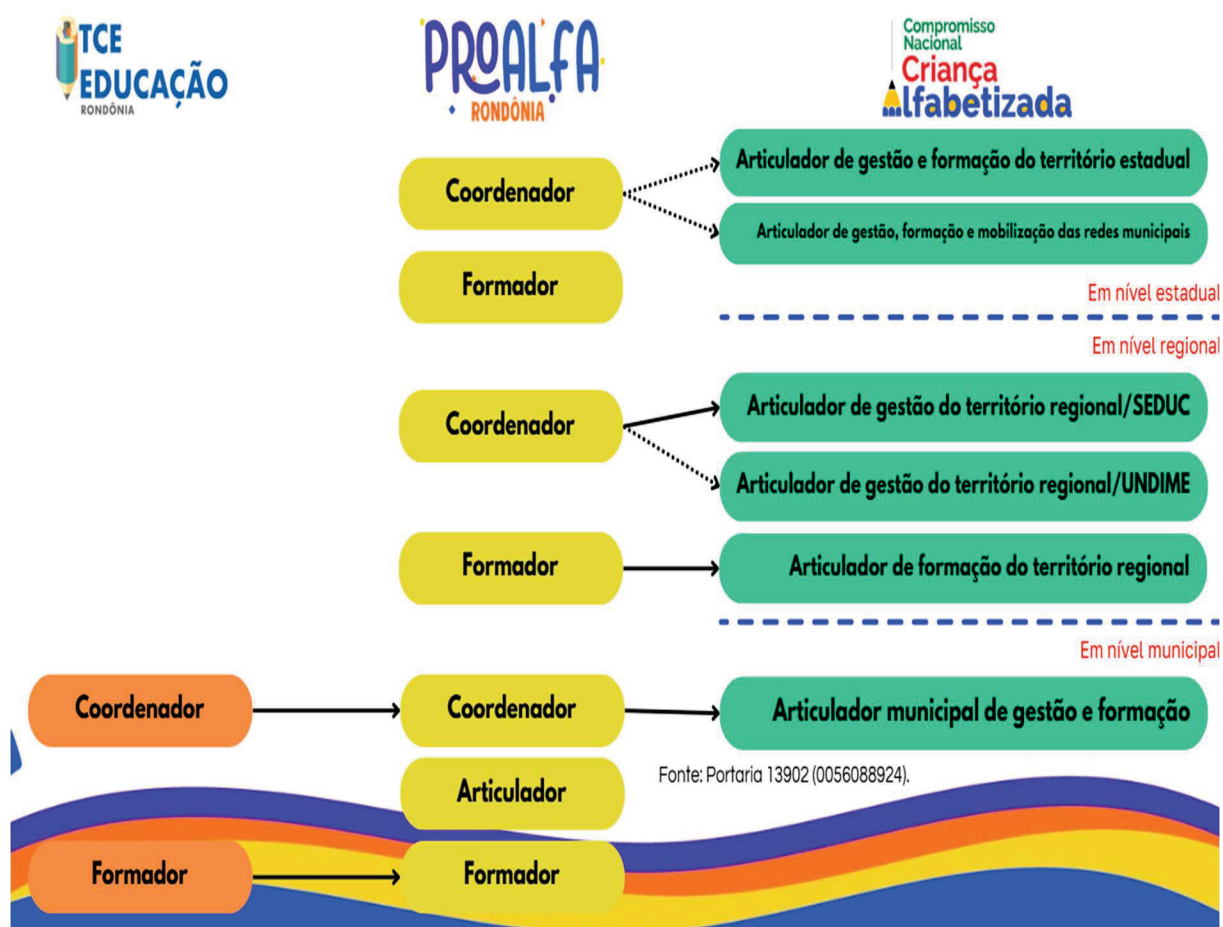 TCE
EDUCAÇÃO
RONDÔNIA
PROALFA
RONDÔNIA
Compromisso
Nacional
Criança
Alfabetizada
Coordenador
Articulador de gestão e formação do território estadual
Articulador de gestão, formação e mobilização das redes municipais
Formador
Em nível estadual
Em nível regional
Coordenador
Articulador de gestão do território regional/SEDUC
Articulador de gestão do território regional/UNDIME
Formador
Articulador de formação do território regional
Em nível municipal
Coordenador
Coordenador
Articulador municipal de gestão e formação
Articulador
Fonte: Portaria 13902 (0056088924).
Formador
Formador